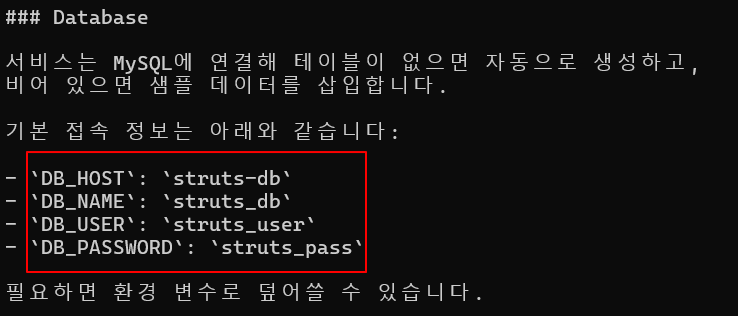 ### Database
서비스는 MySQL에 연결해 테이블이 없으면 자동으로 생성하고,
비어 있으면 샘플 데이터를 삽입합니다.
기본 접속 정보는 아래와 같습니다:
- `DB_HOST`: `struts-db`
- `DB_NAME`: `struts_db`
- `DB_USER`: `struts_user`
- `DB_PASSWORD`: `struts_pass`
필요하면 환경 변수로 덮어쓸 수 있습니다.